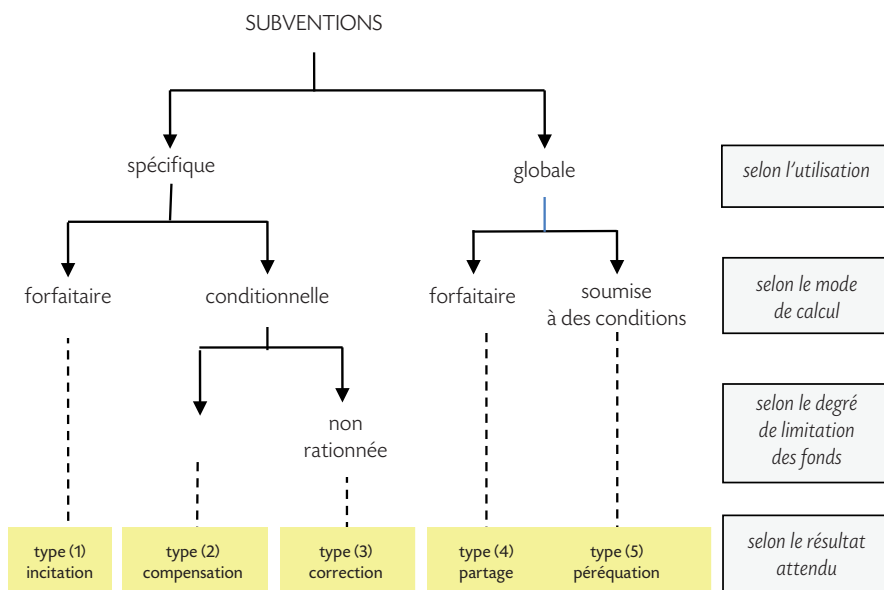 SUBVENTIONS
spécifique
globale
selon l'utilisation
forfaitaire
conditionnelle
forfaitaire
soumise
à des conditions
selon le mode
de calcul
non
rationnée
selon le degré
de limitation
des fonds
type (1)
incitation
type (2)
compensation
type (3)
correction
type (4)
partage
type (5)
péréquation
selon le résultat
attendu